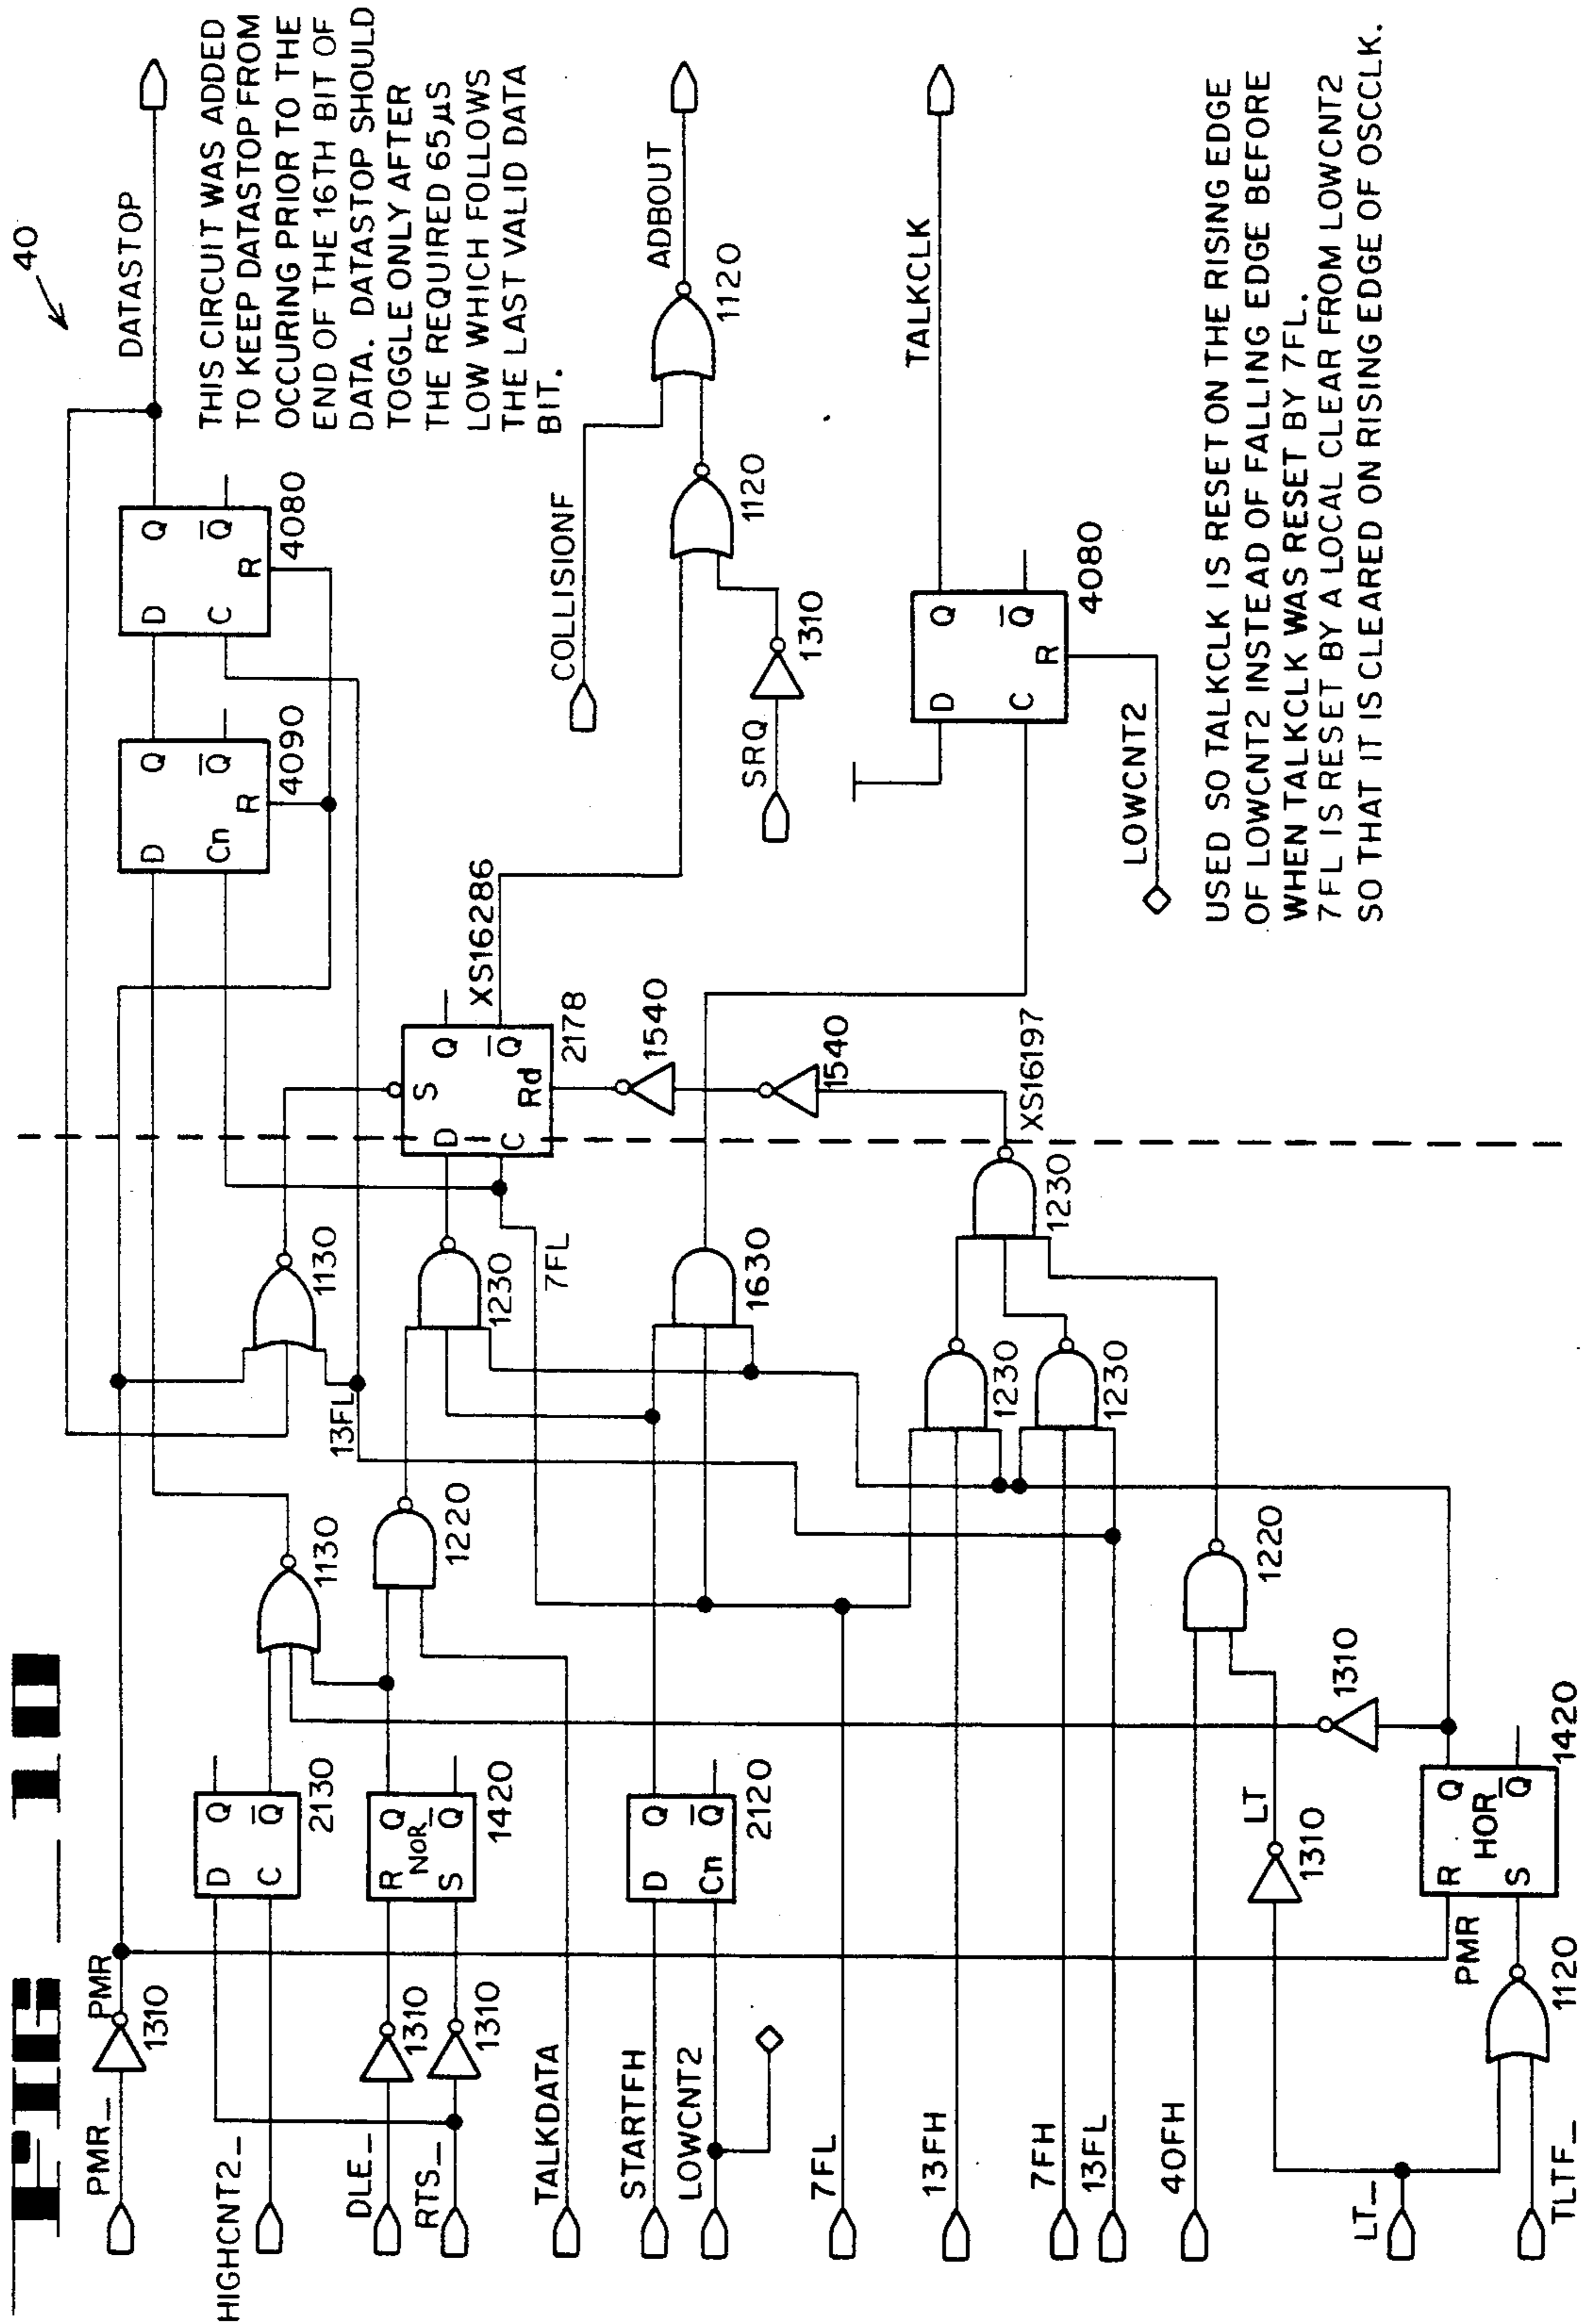 FIG. 11D
40
PMR_
PMR
1310
DATASTOP
HIGHCNT2_
D
C
Q
Q
2130
DLE_
1310
RTS_
1310
R
S
NOR
Q
Q
1420
1130
1220
TALKDATA
1130
13FL
1230
7FL
D
C
S
Rd
Q
Q
2178
XS16286
1540
1540
XS16197
D
Cn
Q
Q
R
4090
D
C
Q
Q
R
4080
THIS CIRCUIT WAS ADDED
TO KEEP DATASTOP FROM
OCCURING PRIOR TO THE
END OF THE 16TH BIT OF
DATA. DATASTOP SHOULD
TOGGLE ONLY AFTER
THE REQUIRED 65µS
LOW WHICH FOLLOWS
THE LAST VALID DATA
BIT.
COLLISIONF
SRQ
1310
1120
1120
ADBOUT
STARTFH
LOWCNT2
D
Cn
Q
Q
2120
1630
D
C
Q
Q
R
4080
TALKCLK
LOWCNT2
7FL
13FH
7FH
13FL
40FH
1230
1230
1230
1220
LT_
TLTF_
LT
1310
1310
1120
PMR
R
S
HOR
Q
Q
1420
USED SO TALKCLK IS RESET ON THE RISING EDGE
OF LOWCNT2 INSTEAD OF FALLING EDGE BEFORE
WHEN TALKCLK WAS RESET BY 7FL.
7FL IS RESET BY A LOCAL CLEAR FROM LOWCNT2
SO THAT IT IS CLEARED ON RISING EDGE OF OSCCLK.